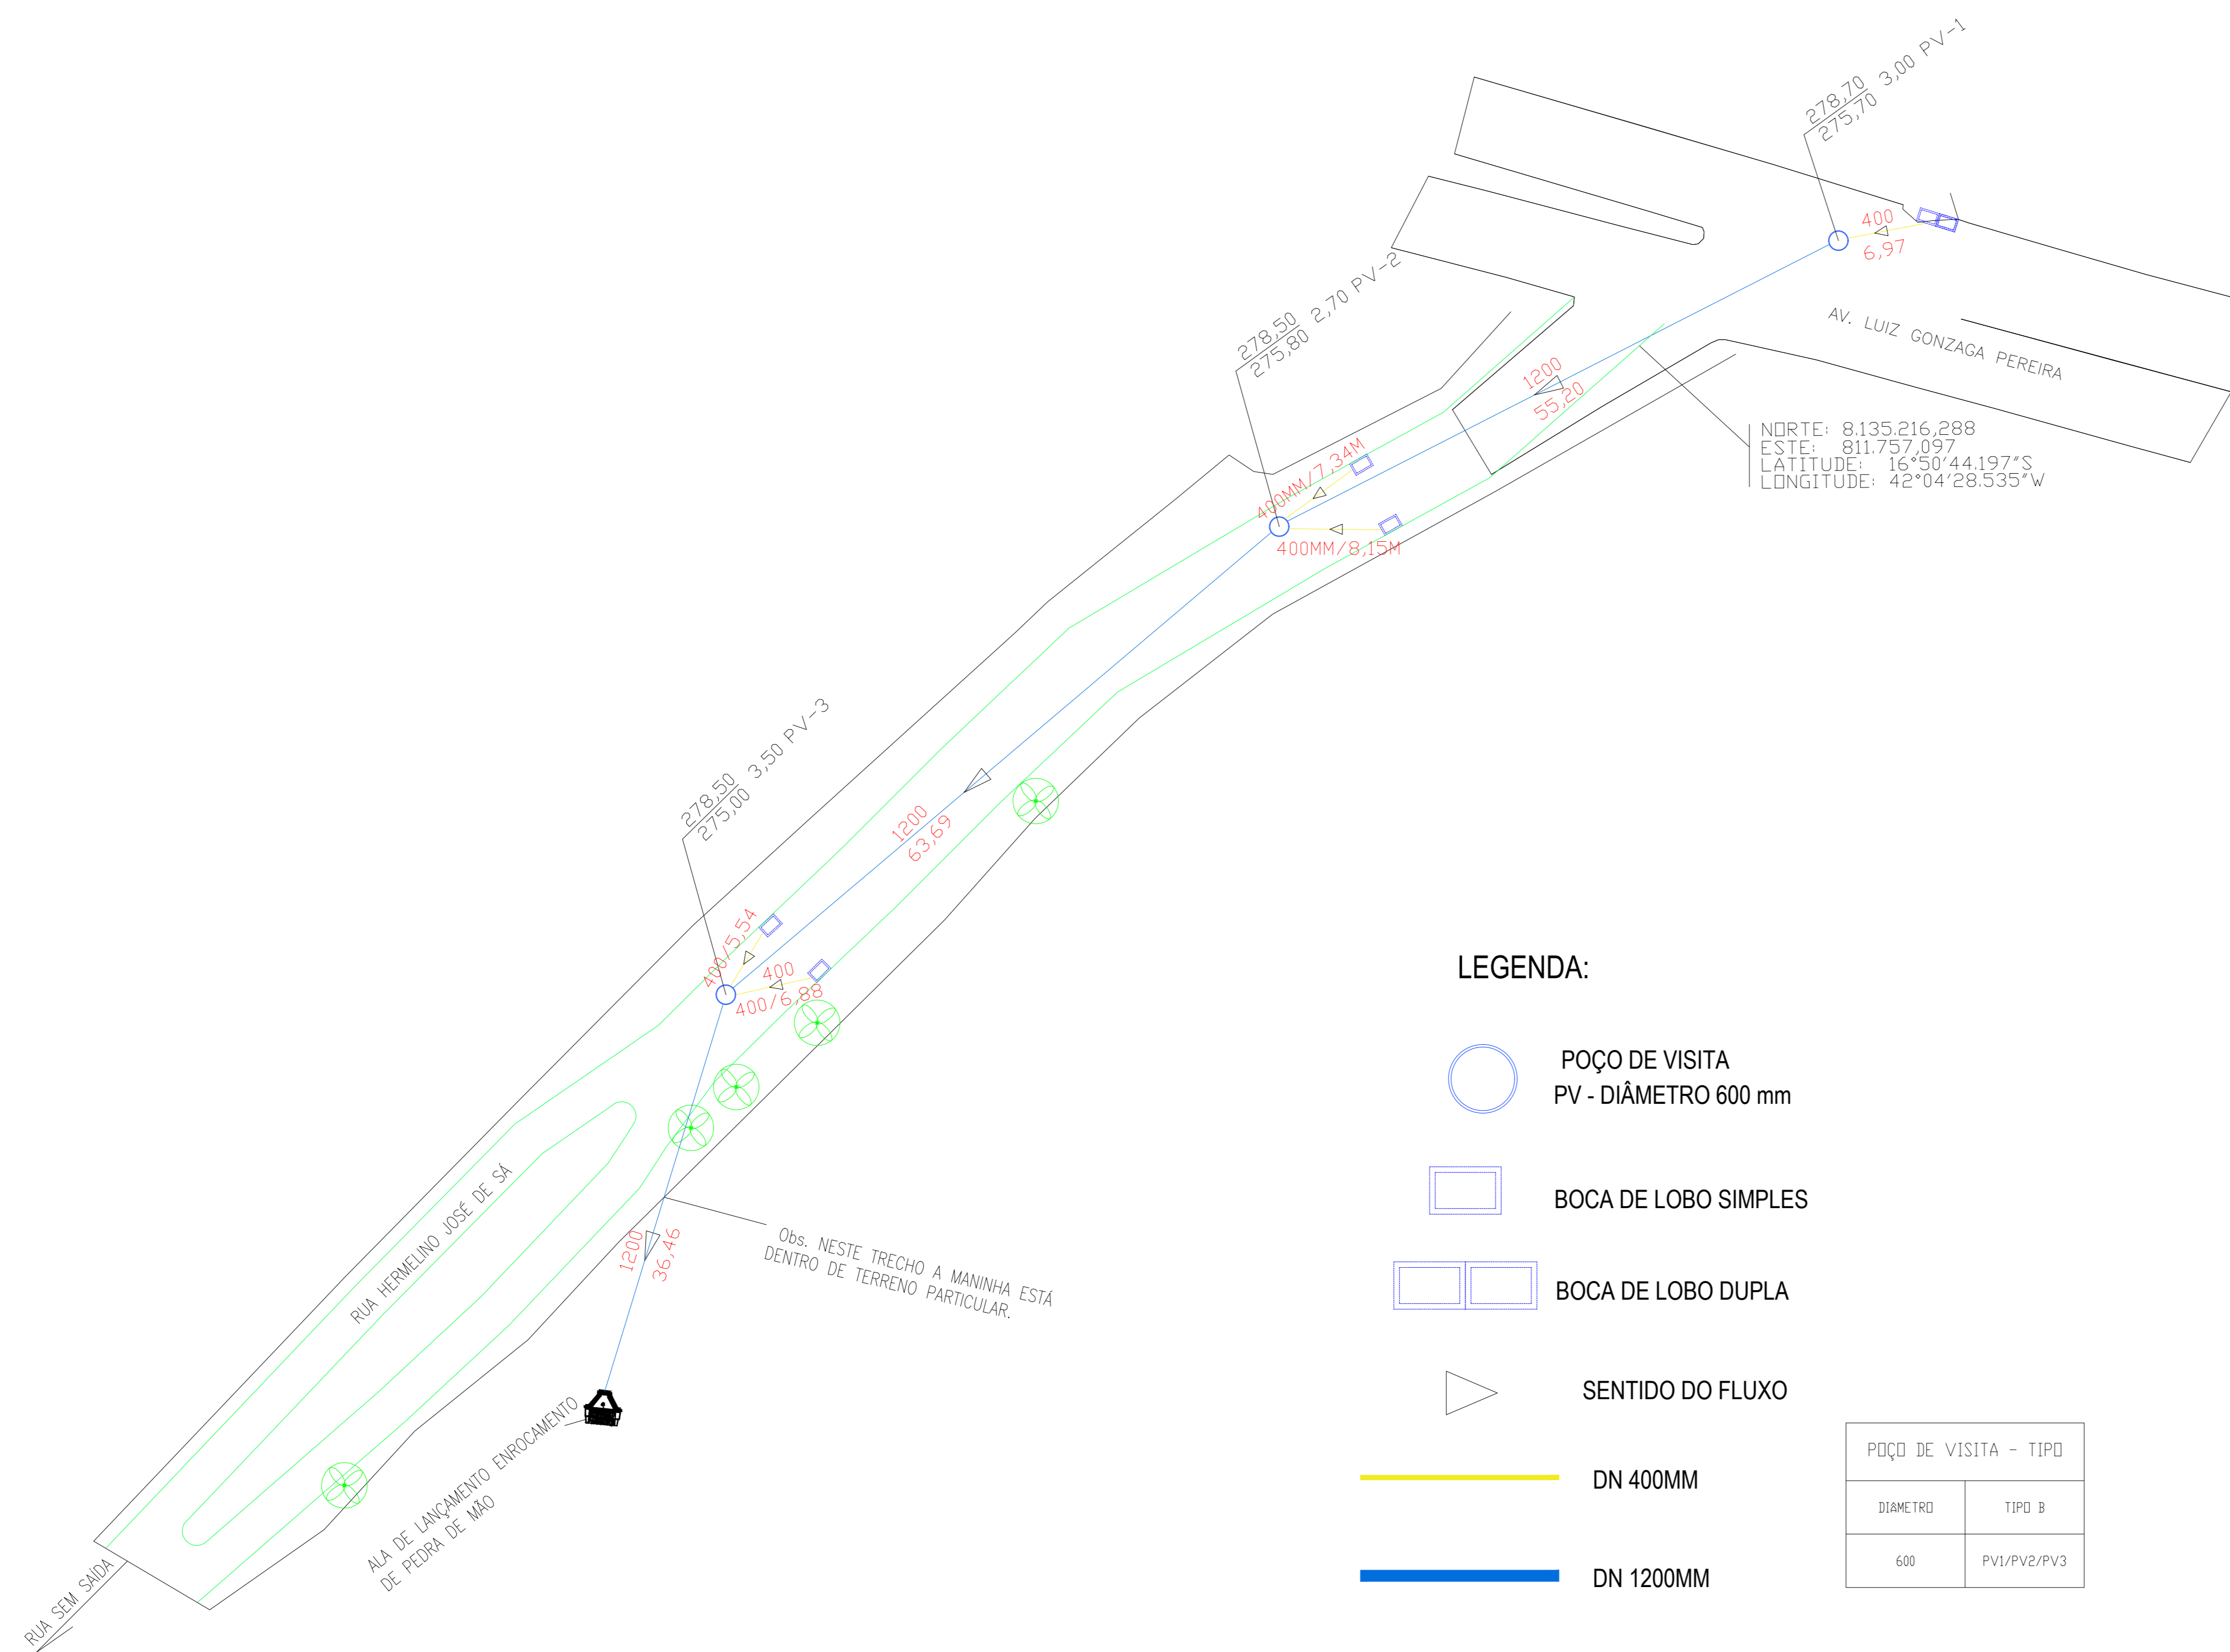 278,70
275,70
3,00 PV-1
400
6,97
AV. LUIZ GONZAGA PEREIRA
278,50
275,80
2,70 PV-2
1200
55,20
NORTE: 8.135.216,288
ESTE: 811.757,097
LATITUDE: 16°50'44.197"S
LONGITUDE: 42°04'28.535"W
400MM/7,34M
400MM/8,15M
278,50
275,00
3,50 PV-3
1200
63,69
400/5,54
400
400/6,88
RUA HERMELINO JOSÉ DE SÁ
1200
36,46
Obs. NESTE TRECHO A MANINHA ESTÁ
DENTRO DE TERRENO PARTICULAR.
ALA DE LANÇAMENTO ENROCAMENTO
DE PEDRA DE MÃO
RUA SEM SAÍDA
LEGENDA:
POÇO DE VISITA
PV - DIÂMETRO 600 mm
BOCA DE LOBO SIMPLES
BOCA DE LOBO DUPLA
SENTIDO DO FLUXO
DN 400MM
DN 1200MM
POÇO DE VISITA - TIPO
DIÂMETRO TIPO B
600 PV1/PV2/PV3